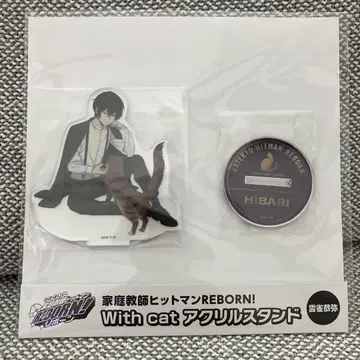 KATEKYO HITMAN REBORN!
HIBARI
REBORN!
家庭教師ヒットマンREBORN!
With cat アクリルスタンド
雲雀恭弥